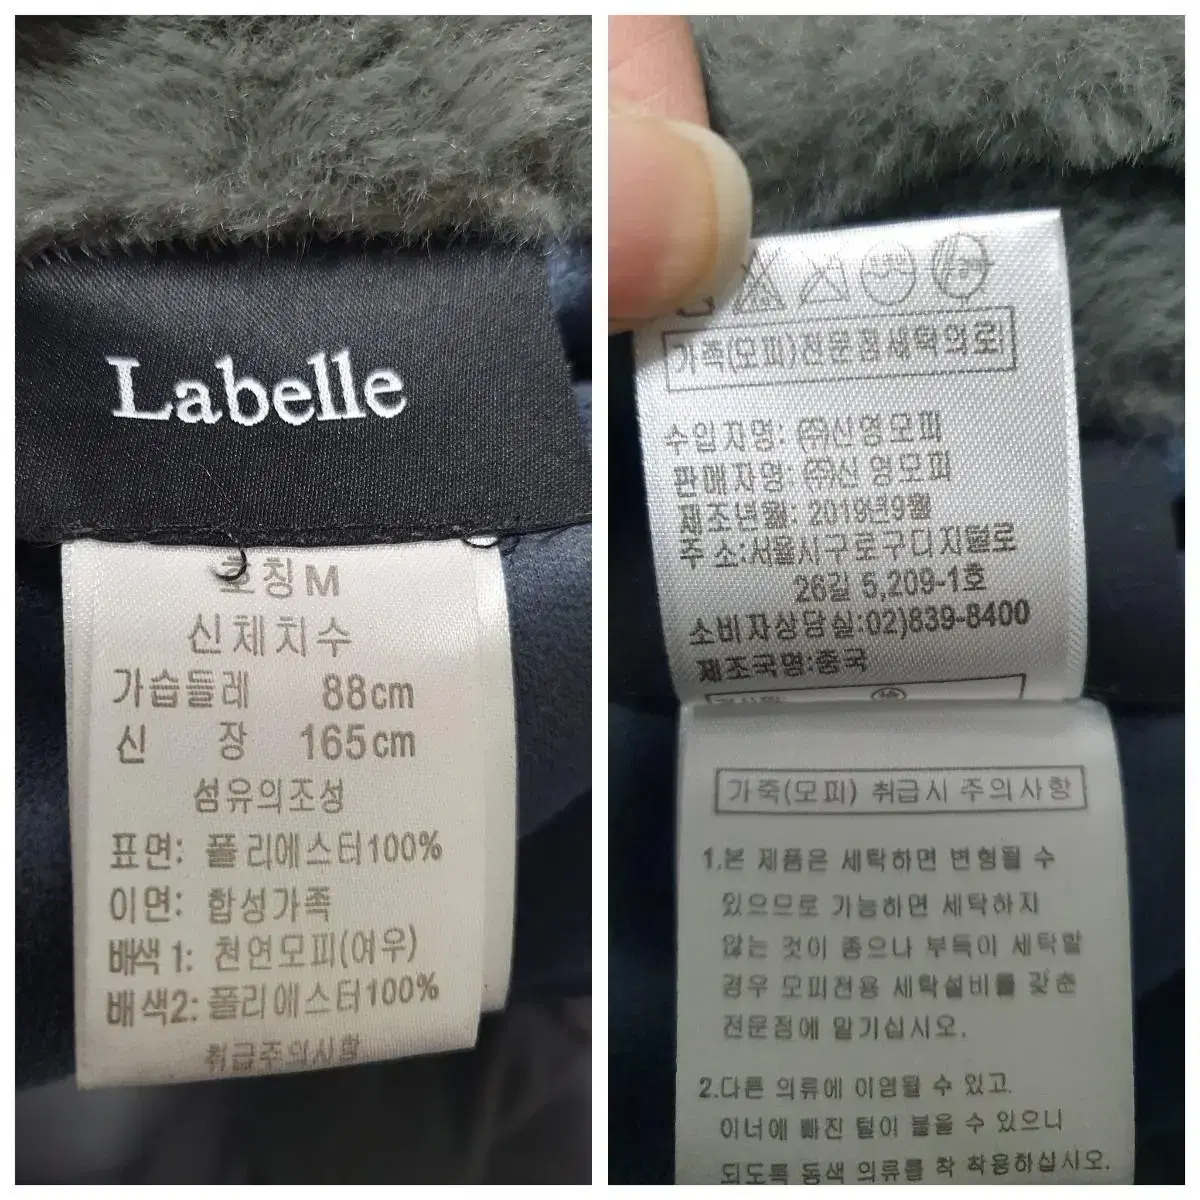 Labelle
호칭 M
신체치수
가슴둘레 88cm
신 장 165cm
섬유의조성
표면: 폴리에스터100%
이면: 합성가죽
배색 1: 천연모피(여우)
배색2: 폴리에스터100%
취급주의사항
가죽(모피)전문점세탁의뢰
수입자명: ㈜신영모피
판매자명: ㈜신영모피
제조년월: 2019년9월
주 소:서울시구로구디지털로
26길 5,209-1호
소비자상담실:02)839-8400
제조국명:중국
가죽(모피) 취급시 주의사항
1.본 제품은 세탁하면 변형될 수
있으므로 가능하면 세탁하지
않는 것이 좋으나 부득이 세탁할
경우 모피전용 세탁설비를 갖춘
전문점에 맡기십시오.
2.다른 의류에 이염될 수 있고
이너에 빠진 털이 붙을 수 있으니
되도록 동색 의류를 착 착용하십시오.